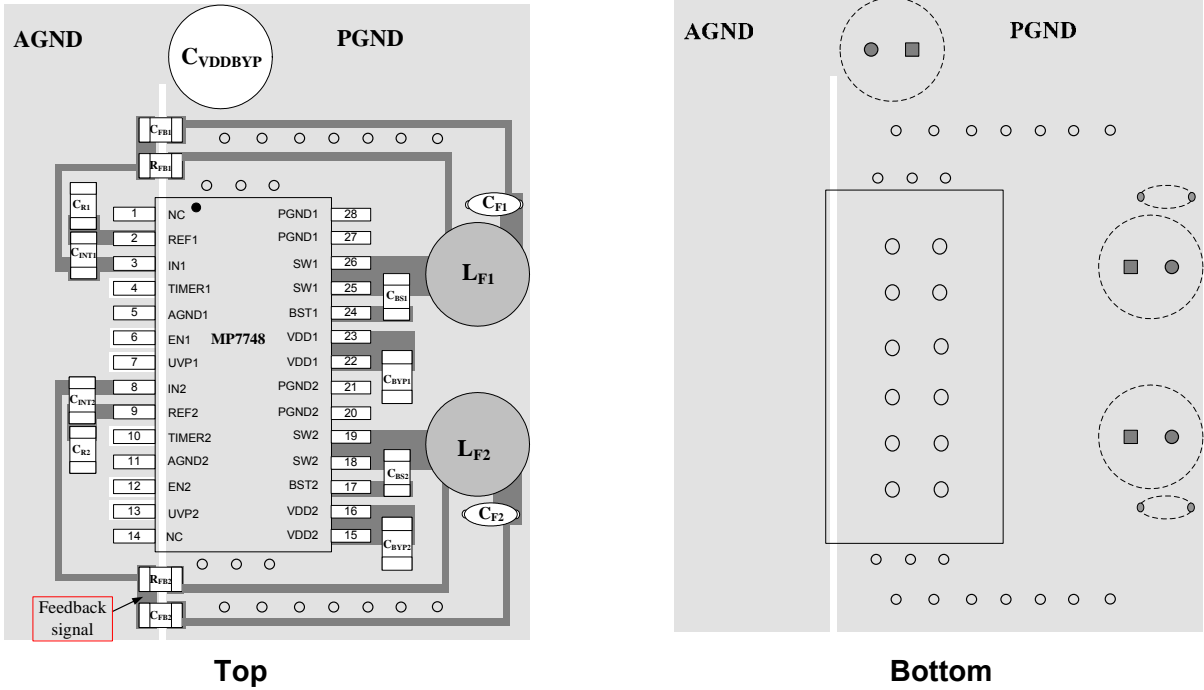 AGND
PGND
CVDDBYP
CFB1
RFB1
CR1
CINT1
1 NC
2 REF1
3 IN1
4 TIMER1
5 AGND1
6 EN1
7 UVP1
8 IN2
9 REF2
10 TIMER2
11 AGND2
12 EN2
13 UVP2
14 NC
MP7748
PGND1 28
PGND1 27
SW1 26
SW1 25
BST1 24
VDD1 23
VDD1 22
PGND2 21
PGND2 20
SW2 19
SW2 18
BST2 17
VDD2 16
VDD2 15
CF1
LF1
CBS1
CBYP1
CINT2
CR2
LF2
CBS2
CF2
CBYP2
RFB2
CFB2
Feedback
signal
Top
AGND
PGND
Bottom